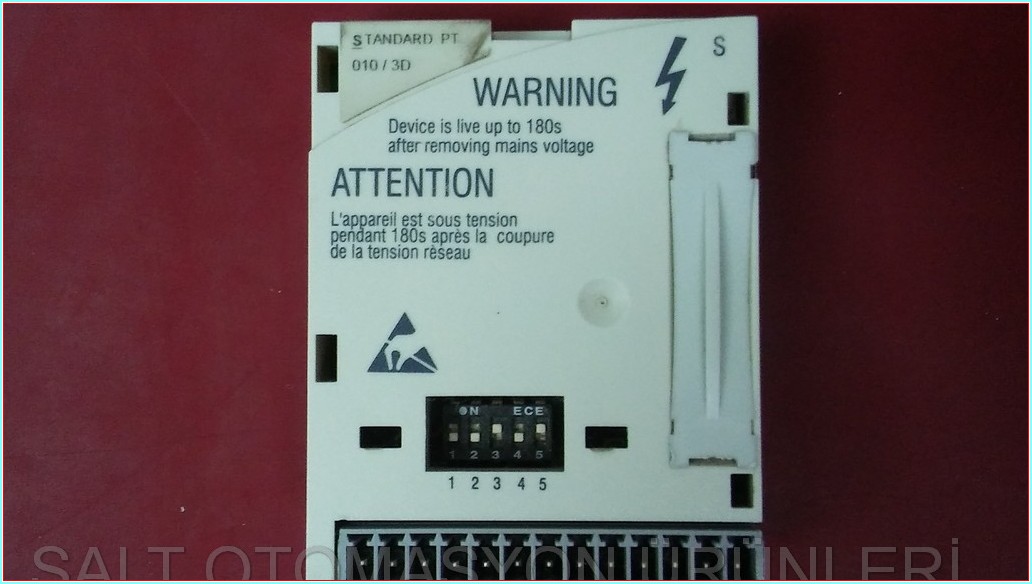 STANDARD PT
010 / 3D
S
WARNING
Device is live up to 180s
after removing mains voltage
ATTENTION
L'appareil est sous tension
pendant 180s après la coupure
de la tension réseau
ON ECE
1 2 3 4 5
1 2 3 4 5
SALT OTOMASYON ÜRÜNLERİ